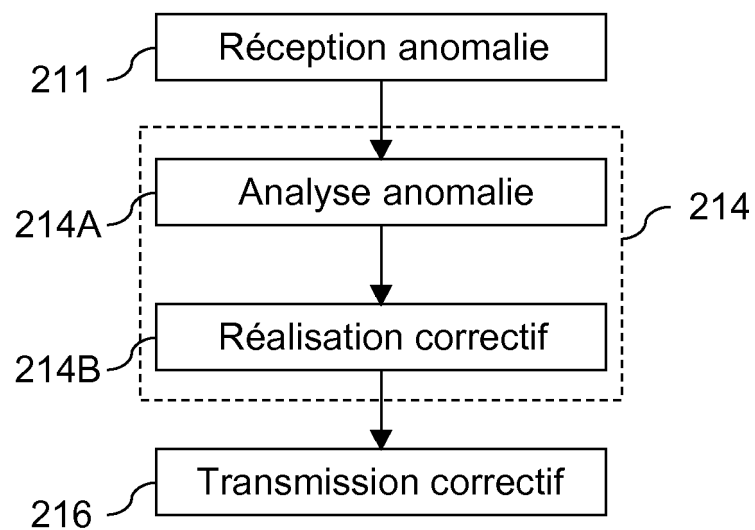 Réception anomalie
211
Analyse anomalie
214A
214
Réalisation correctif
214B
Transmission correctif
216